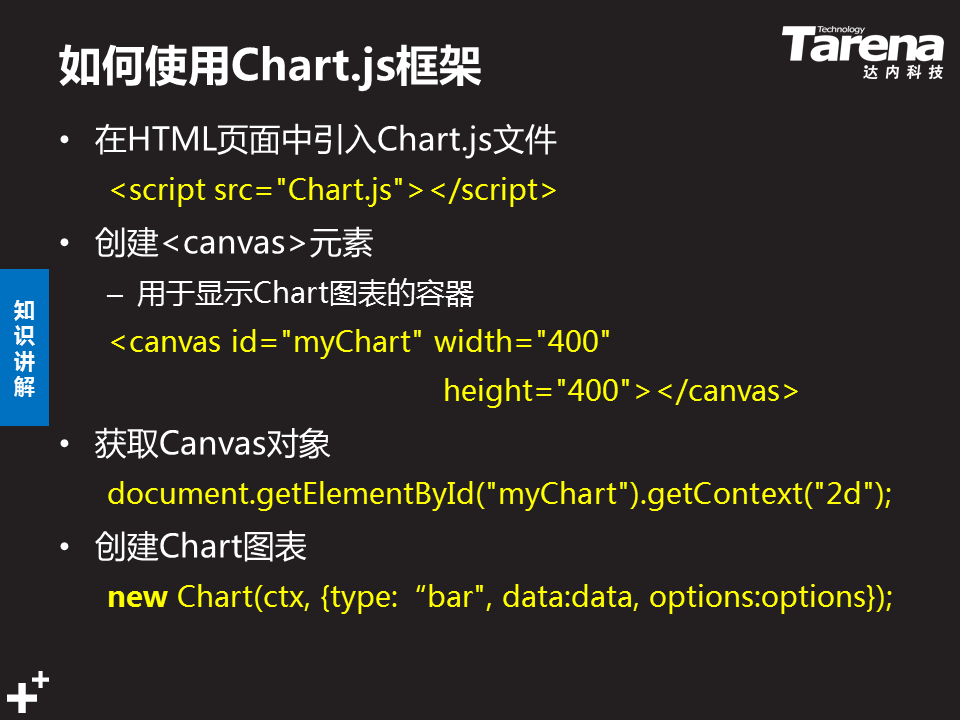 如何使用Chart.js框架
Technology
Tarena
达内科技
• 在HTML页面中引入Chart.js文件
<script src="Chart.js"></script>
• 创建<canvas>元素
– 用于显示Chart图表的容器
<canvas id="myChart" width="400"
height="400"></canvas>
• 获取Canvas对象
document.getElementById("myChart").getContext("2d");
• 创建Chart图表
new Chart(ctx, {type:“bar", data:data, options:options});
知
识
讲
解